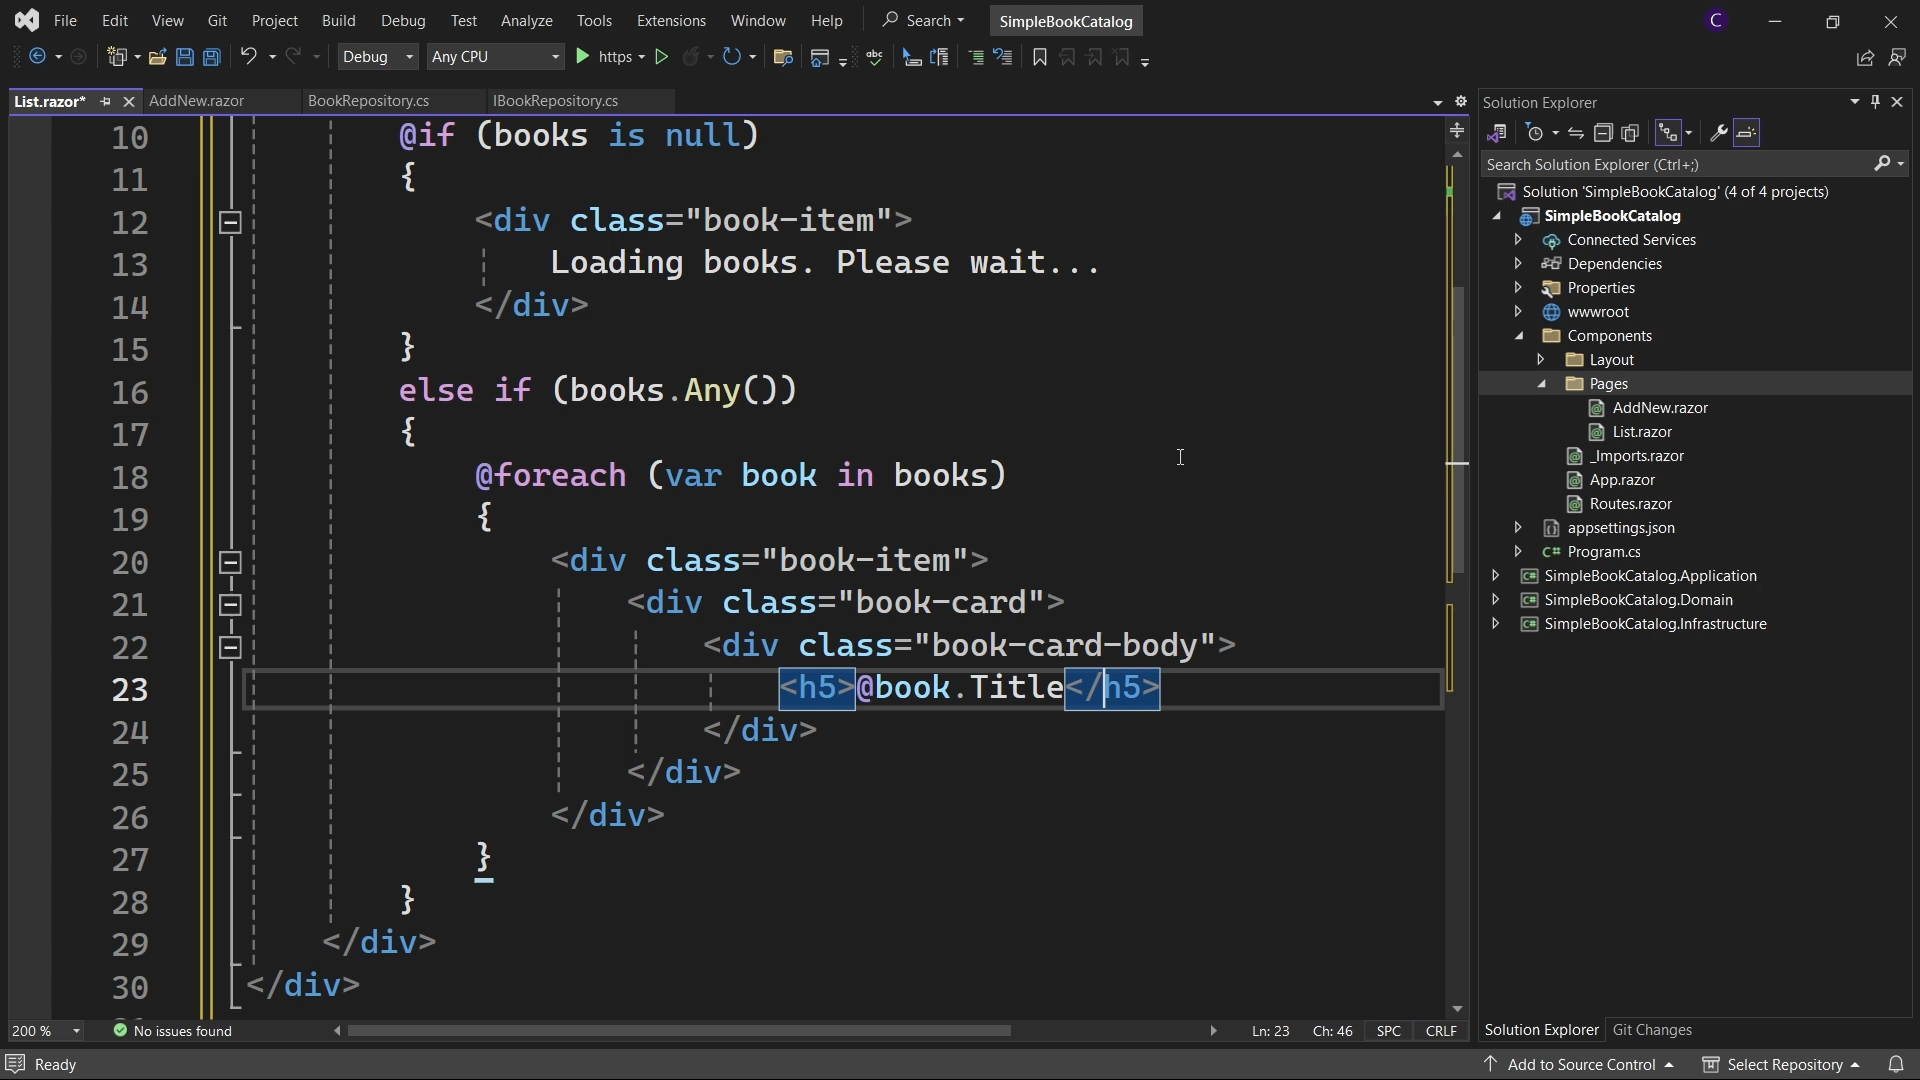 File Edit View Git Project Build Debug Test Analyze Tools Extensions Window Help Search SimpleBookCatalog C
Debug Any CPU https
List.razor* AddNew.razor BookRepository.cs IBookRepository.cs
10 @if (books is null)
11 {
12 <div class="book-item">
13 Loading books. Please wait...
14 </div>
15 }
16 else if (books.Any())
17 {
18 @foreach (var book in books)
19 {
20 <div class="book-item">
21 <div class="book-card">
22 <div class="book-card-body">
23 <h5>@book.Title</h5>
24 </div>
25 </div>
26 </div>
27 }
28 }
29 </div>
30 </div>
200 % No issues found Ln: 23 Ch: 46 SPC CRLF
Solution Explorer
Search Solution Explorer (Ctrl+;)
Solution 'SimpleBookCatalog' (4 of 4 projects)
SimpleBookCatalog
Connected Services
Dependencies
Properties
wwwroot
Components
Layout
Pages
AddNew.razor
List.razor
_Imports.razor
App.razor
Routes.razor
appsettings.json
C# Program.cs
C# SimpleBookCatalog.Application
C# SimpleBookCatalog.Domain
C# SimpleBookCatalog.Infrastructure
Solution Explorer Git Changes
Ready Add to Source Control Select Repository